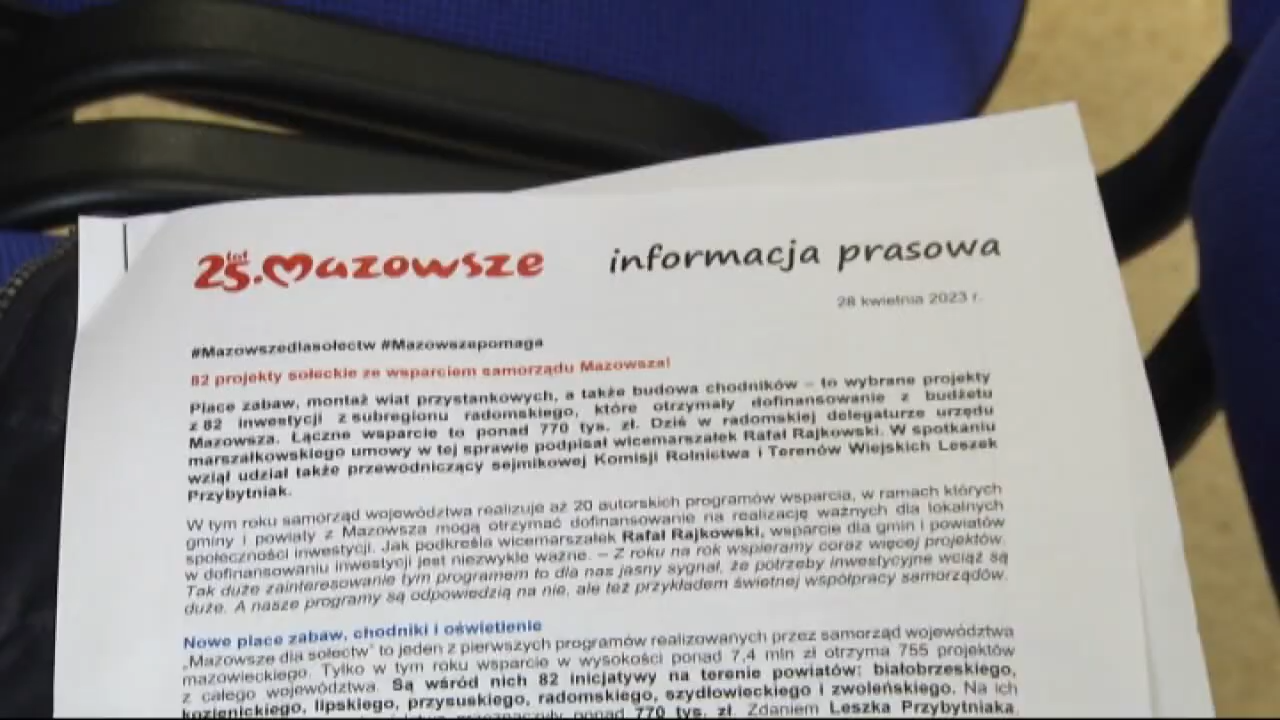 25 lat Mazowsze informacja prasowa
28 kwietnia 2023 r.
#Mazowszedlasołectw #Mazowszepomaga
82 projekty sołeckie ze wsparciem samorządu Mazowsza!
Place zabaw, montaż wiat przystankowych, a także budowa chodników – to wybrane projekty
z 82 inwestycji z subregionu radomskiego, które otrzymały dofinansowanie z budżetu
Mazowsza. Łączne wsparcie to ponad 770 tys. zł. Dziś w radomskiej delegaturze urzędu
marszałkowskiego umowy w tej sprawie podpisał wicemarszałek Rafał Rajkowski. W spotkaniu
wziął udział także przewodniczący sejmikowej Komisji Rolnictwa i Terenów Wiejskich Leszek
Przybytniak.
W tym roku samorząd województwa realizuje aż 20 autorskich programów wsparcia, w ramach których
gminy i powiaty z Mazowsza mogą otrzymać dofinansowanie na realizację ważnych dla lokalnych
społeczności inwestycji. Jak podkreśla wicemarszałek Rafał Rajkowski, wsparcie dla gmin i powiatów
w dofinansowaniu inwestycji jest niezwykle ważne. – Z roku na rok wspieramy coraz więcej projektów.
Tak duże zainteresowanie tym programem to dla nas jasny sygnał, że potrzeby inwestycyjne wciąż są
duże. A nasze programy są odpowiedzią na nie, ale też przykładem świetnej współpracy samorządów.
Nowe place zabaw, chodniki i oświetlenie
„Mazowsze dla sołectw” to jeden z pierwszych programów realizowanych przez samorząd województwa
mazowieckiego. Tylko w tym roku wsparcie w wysokości ponad 7,4 mln zł otrzyma 755 projektów
z całego województwa. Są wśród nich 82 inicjatywy na terenie powiatów: białobrzeskiego,
kozienickiego, lipskiego, przysuskiego, radomskiego, szydłowieckiego i zwoleńskiego. Na ich
ponad 770 tys. zł. Zdaniem Leszka Przybytniaka,